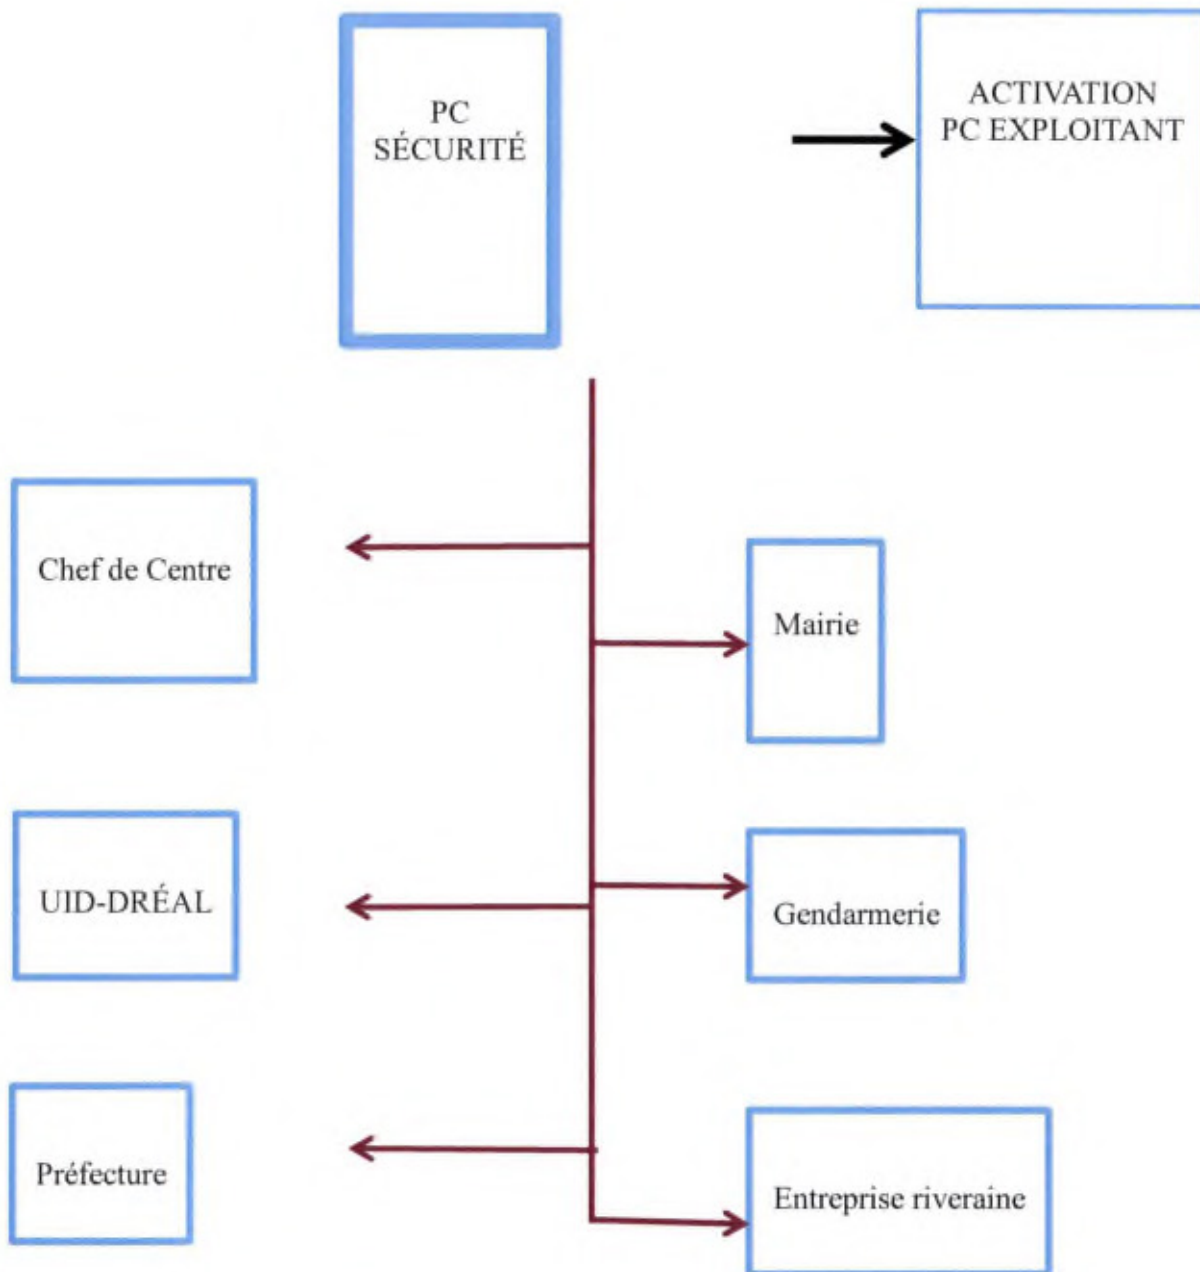 PC
SÉCURITÉ
ACTIVATION
PC EXPLOITANT
Chef de Centre
Mairie
UID-DRÉAL
Gendarmerie
Préfecture
Entreprise riveraine